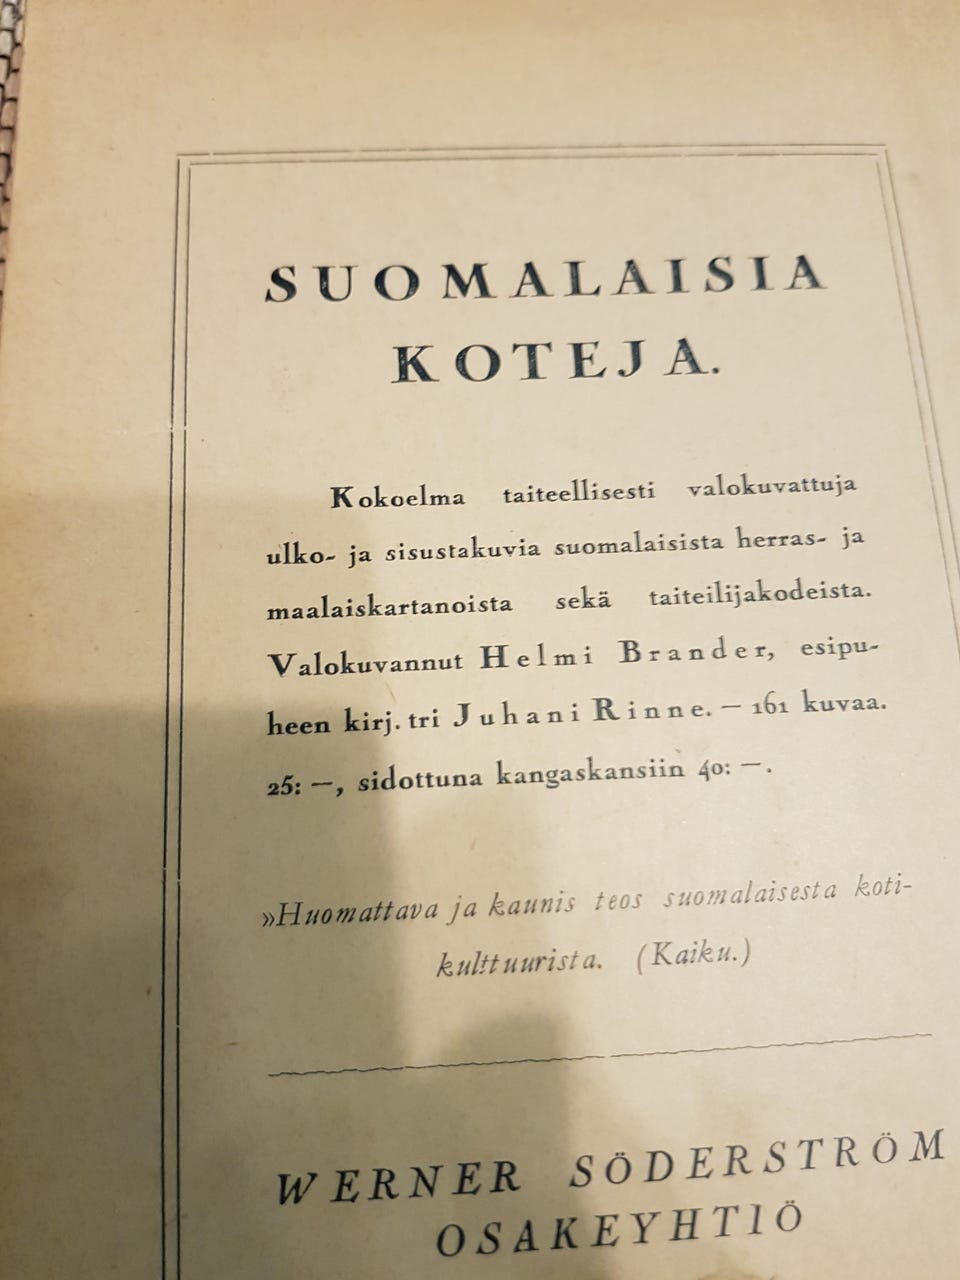 SUOMALAISIA
KOTEJA.
Kokoelma taiteellisesti valokuvattuja
ulko- ja sisustakuvia suomalaisista herras- ja
maalaiskartanoista sekä taiteilijakodeista.
Valokuvannut Helmi Brander, esipu-
heen kirj. tri Juhani Rinne. — 161 kuvaa.
25: —, sidottuna kangaskansiin 40: —.
»Huomattava ja kaunis teos suomalaisesta koti-
kulttuurista. (Kaiku.)
WERNER SÖDERSTRÖM
OSAKEYHTIÖ